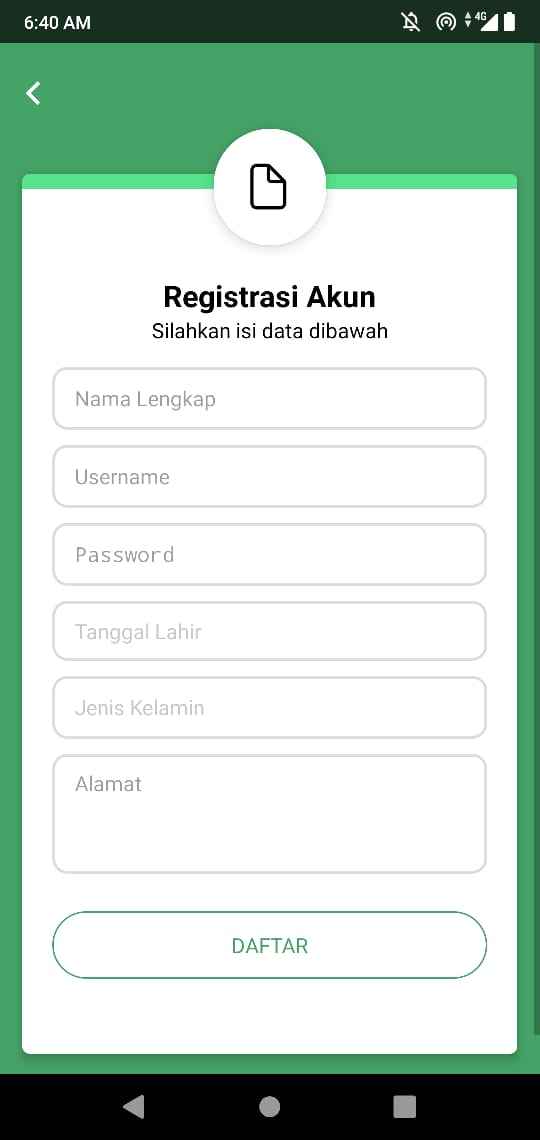 6:40 AM
4G
Registrasi Akun
Silahkan isi data dibawah
Nama Lengkap
Username
Password
Tanggal Lahir
Jenis Kelamin
Alamat
DAFTAR